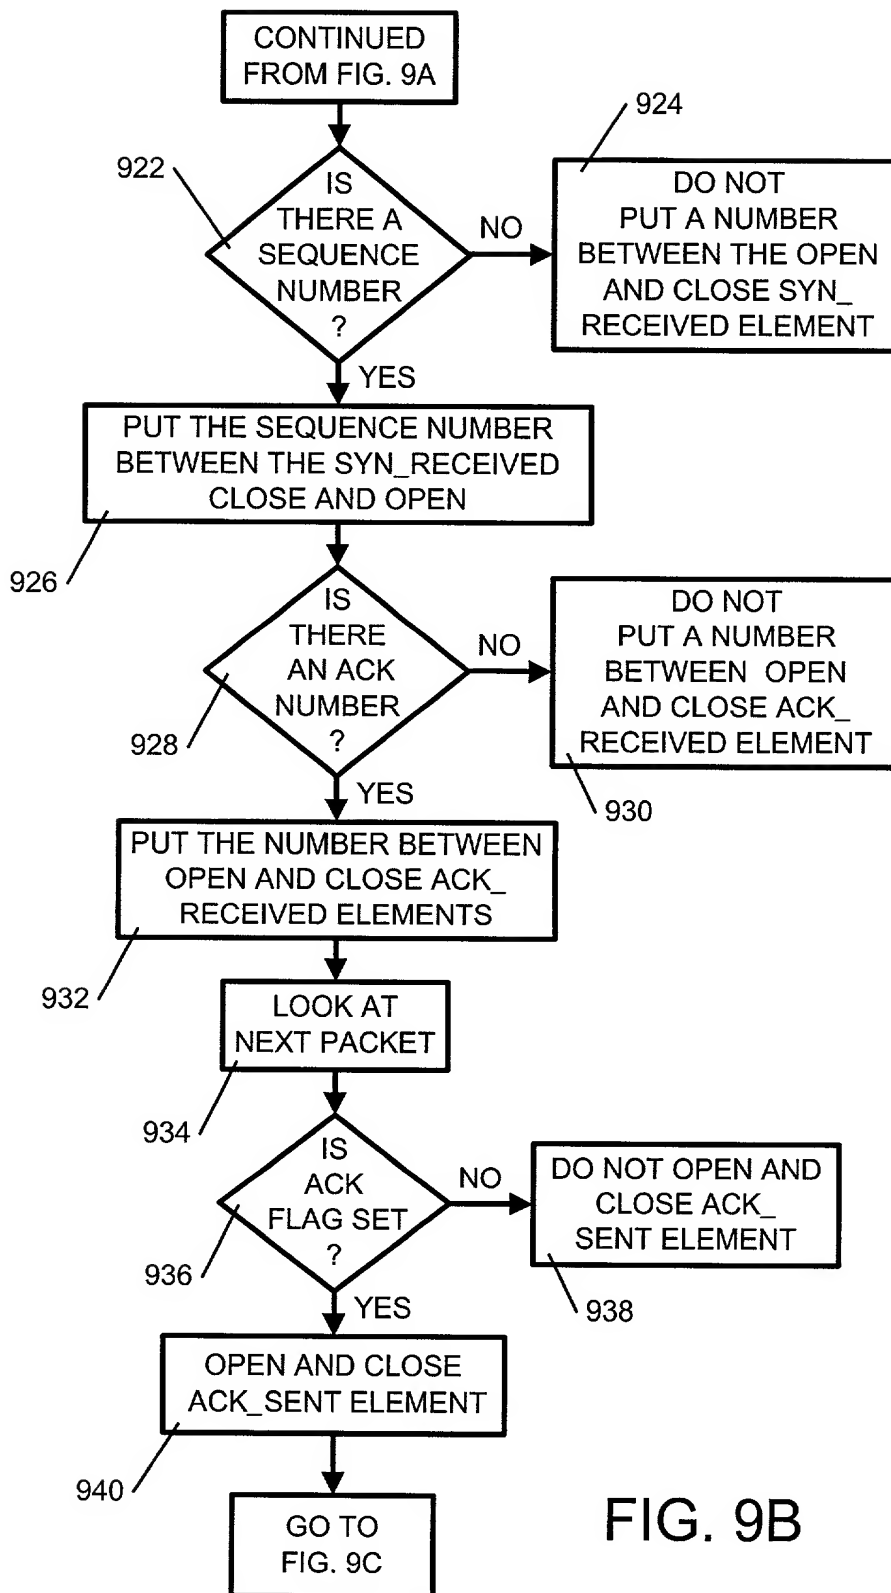 CONTINUED
FROM FIG. 9A
922
IS
THERE A
SEQUENCE
NUMBER
?
NO
924
DO NOT
PUT A NUMBER
BETWEEN THE OPEN
AND CLOSE SYN_
RECEIVED ELEMENT
YES
PUT THE SEQUENCE NUMBER
BETWEEN THE SYN_RECEIVED
CLOSE AND OPEN
926
IS
THERE
AN ACK
NUMBER
?
928
NO
DO NOT
PUT A NUMBER
BETWEEN OPEN
AND CLOSE ACK_
RECEIVED ELEMENT
930
YES
PUT THE NUMBER BETWEEN
OPEN AND CLOSE ACK_
RECEIVED ELEMENTS
932
LOOK AT
NEXT PACKET
934
IS
ACK
FLAG SET
?
936
NO
DO NOT OPEN AND
CLOSE ACK_
SENT ELEMENT
938
YES
OPEN AND CLOSE
ACK_SENT ELEMENT
940
GO TO
FIG. 9C
FIG. 9B